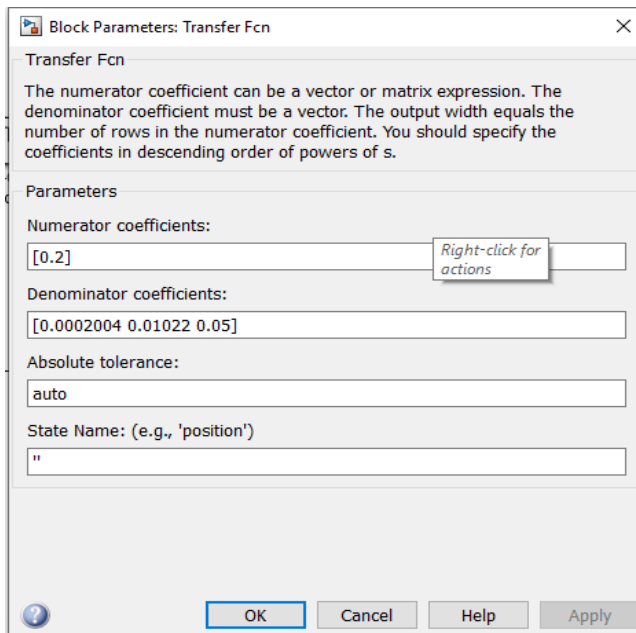 Block Parameters: Transfer Fcn
Transfer Fcn
The numerator coefficient can be a vector or matrix expression. The
denominator coefficient must be a vector. The output width equals the
number of rows in the numerator coefficient. You should specify the
coefficients in descending order of powers of s.
Parameters
Numerator coefficients:
[0.2]
Right-click for
actions
Denominator coefficients:
[0.0002004 0.01022 0.05]
Absolute tolerance:
auto
State Name: (e.g., 'position')
''
OK Cancel Help Apply